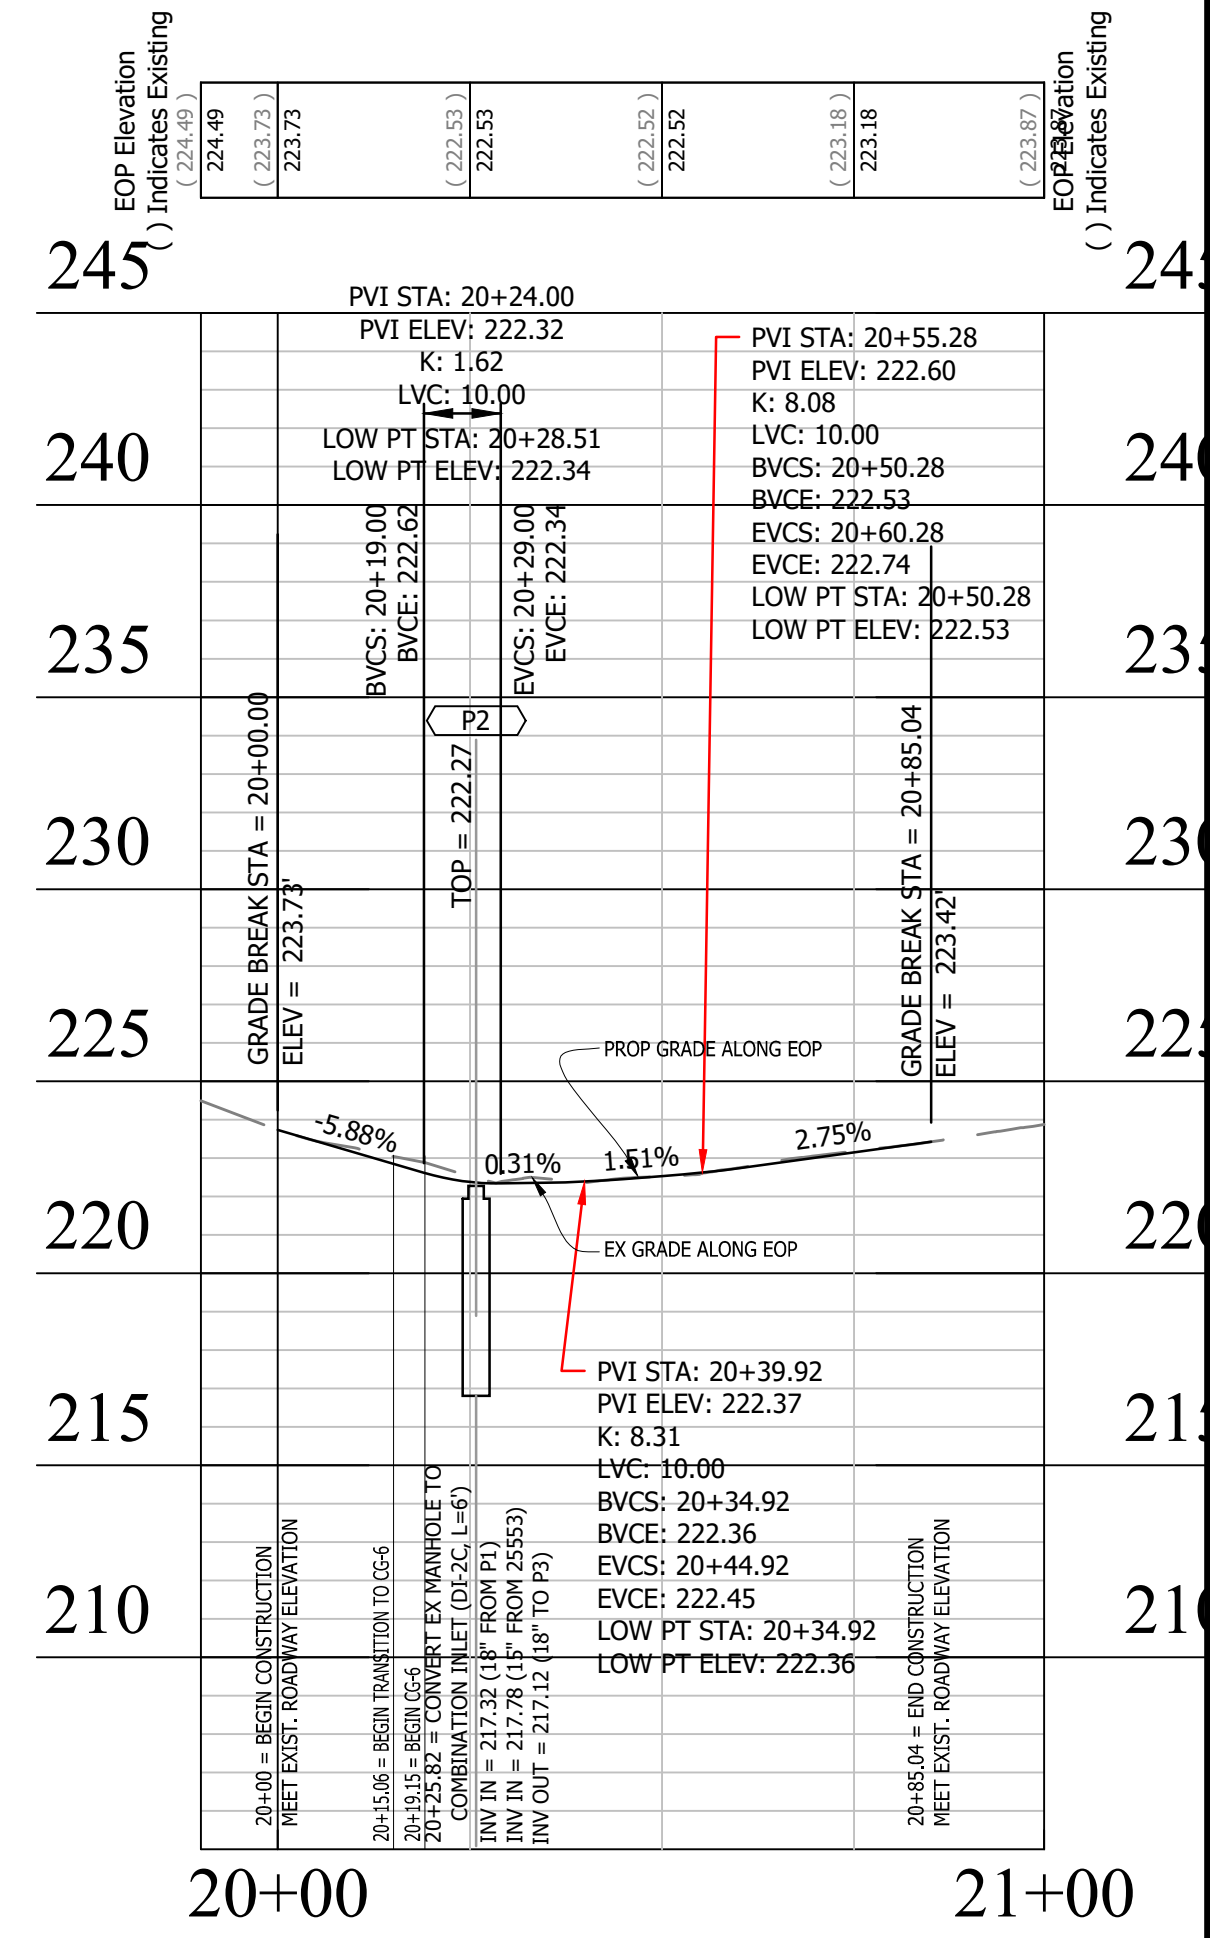 EOP Elevation
( ) Indicates Existing
( 224.49 )
224.49
( 223.73 )
223.73
( 222.53 )
222.53
( 222.52 )
222.52
( 223.18 )
223.18
( 223.87 )
223.87
EOP Elevation
( ) Indicates Existing
245
240
235
230
225
220
215
210
PVI STA: 20+24.00
PVI ELEV: 222.32
K: 1.62
LVC: 10.00
LOW PT STA: 20+28.51
LOW PT ELEV: 222.34
BVCS: 20+19.00
BVCE: 222.62
EVCS: 20+29.00
EVCE: 222.34
PVI STA: 20+55.28
PVI ELEV: 222.60
K: 8.08
LVC: 10.00
BVCS: 20+50.28
BVCE: 222.53
EVCS: 20+60.28
EVCE: 222.74
LOW PT STA: 20+50.28
LOW PT ELEV: 222.53
P2
TOP = 222.27
GRADE BREAK STA = 20+00.00
ELEV = 223.73'
GRADE BREAK STA = 20+85.04
ELEV = 223.42'
PROP GRADE ALONG EOP
-5.88%
0.31%
1.51%
2.75%
EX GRADE ALONG EOP
PVI STA: 20+39.92
PVI ELEV: 222.37
K: 8.31
LVC: 10.00
BVCS: 20+34.92
BVCE: 222.36
EVCS: 20+44.92
EVCE: 222.45
LOW PT STA: 20+34.92
LOW PT ELEV: 222.36
20+00 = BEGIN CONSTRUCTION
MEET EXIST. ROADWAY ELEVATION
20+15.06 = BEGIN TRANSITION TO CG-6
20+19.15 = BEGIN CG-6
20+25.82 = CONVERT EX MANHOLE TO
COMBINATION INLET (DI-2C, L=6')
INV IN = 217.32 (18" FROM P1)
INV IN = 217.78 (15" FROM 25553)
INV OUT = 217.12 (18" TO P3)
20+85.04 = END CONSTRUCTION
MEET EXIST. ROADWAY ELEVATION
20+00
21+00